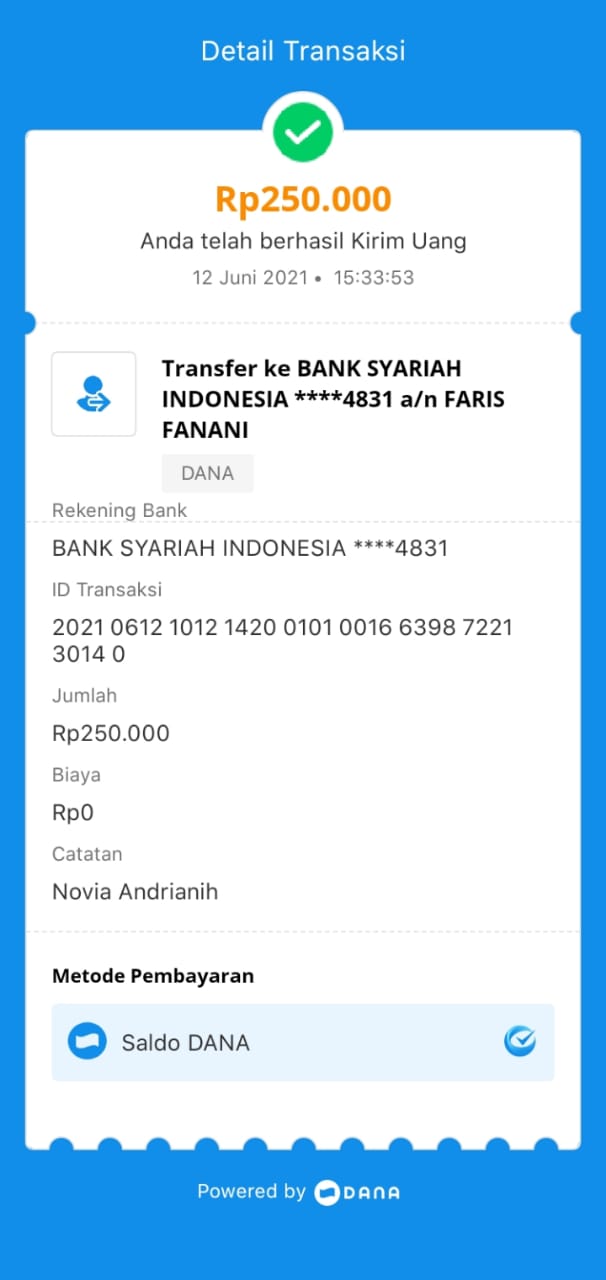 Detail Transaksi
Rp250.000
Anda telah berhasil Kirim Uang
12 Juni 2021 • 15:33:53
Transfer ke BANK SYARIAH
INDONESIA ****4831 a/n FARIS
FANANI
DANA
Rekening Bank
BANK SYARIAH INDONESIA ****4831
ID Transaksi
2021 0612 1012 1420 0101 0016 6398 7221
3014 0
Jumlah
Rp250.000
Biaya
Rp0
Catatan
Novia Andrianih
Metode Pembayaran
Saldo DANA
Powered by DANA